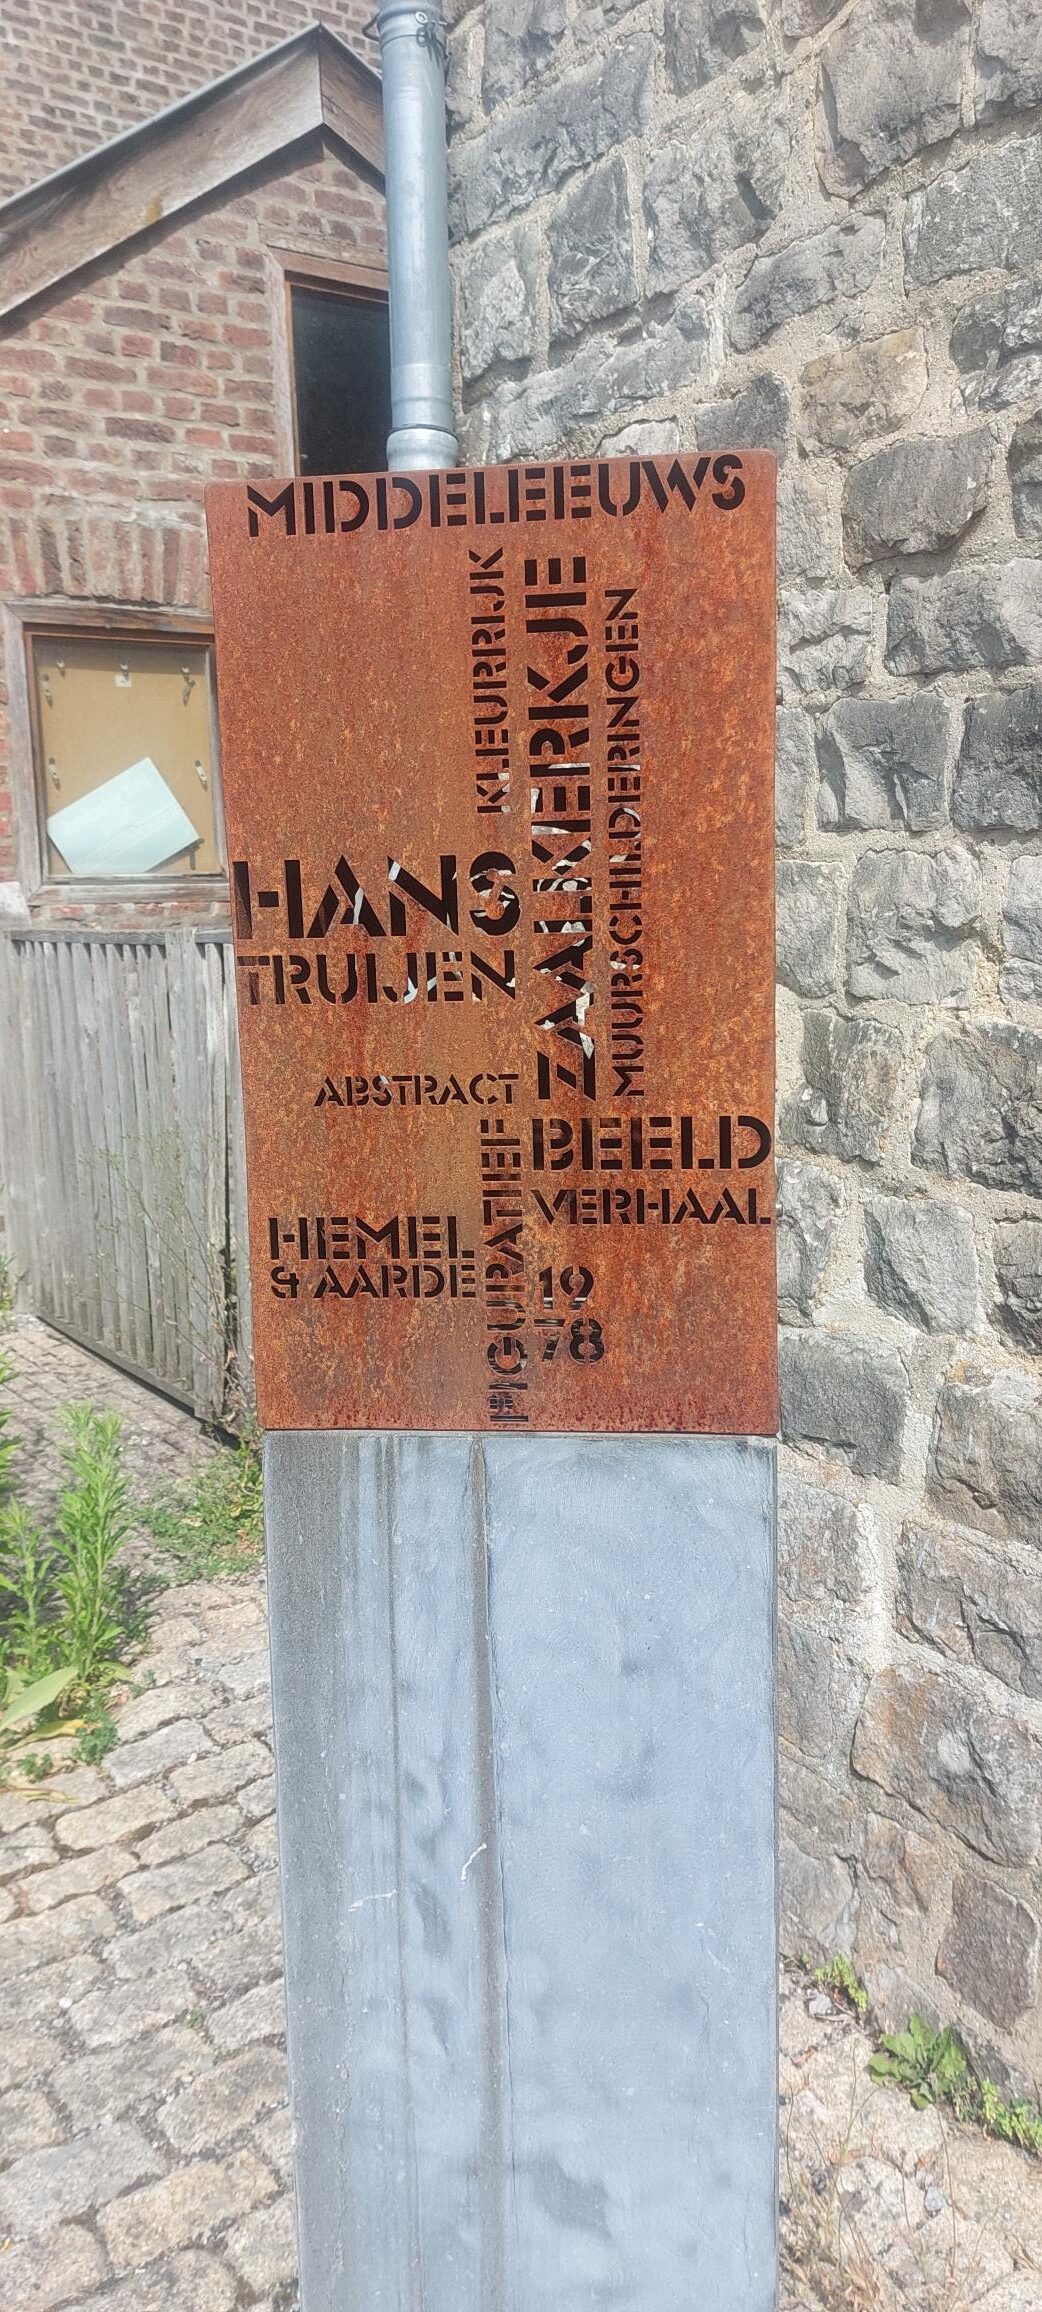 MIDDELEEUWS
KLEURRIJK
ZAALKERKJE
MUURSCHILDERINGEN
HANS
TRUIJEN
ABSTRACT
BEELD
VERHAAL
FIGURATIEF
HEMEL
& AARDE
19
78